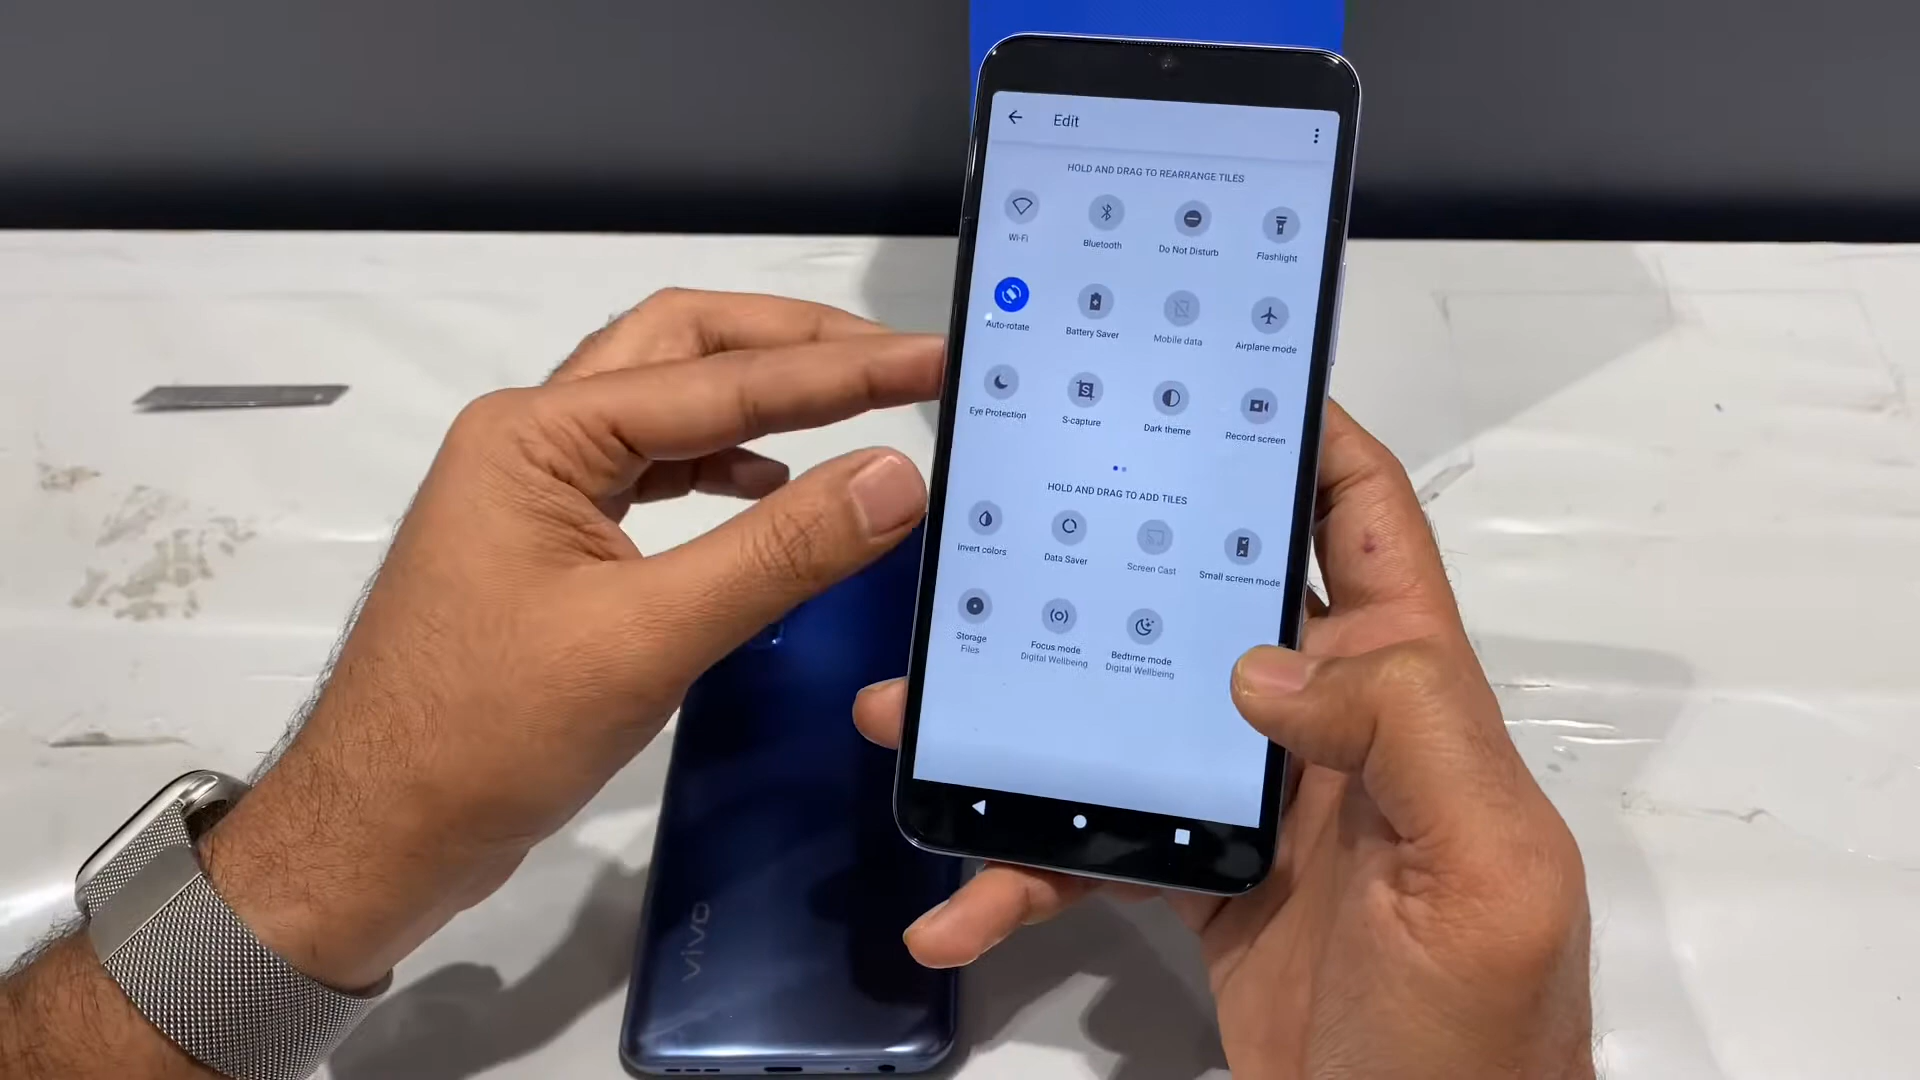 Edit
HOLD AND DRAG TO REARRANGE TILES
Wi-Fi
Bluetooth
Do Not Disturb
Flashlight
Auto-rotate
Battery Saver
Mobile data
Airplane mode
Eye Protection
S-capture
Dark theme
Record screen
HOLD AND DRAG TO ADD TILES
Invert colors
Data Saver
Screen Cast
Small screen mode
Storage
Files
Focus mode
Digital Wellbeing
Bedtime mode
Digital Wellbeing
vivo